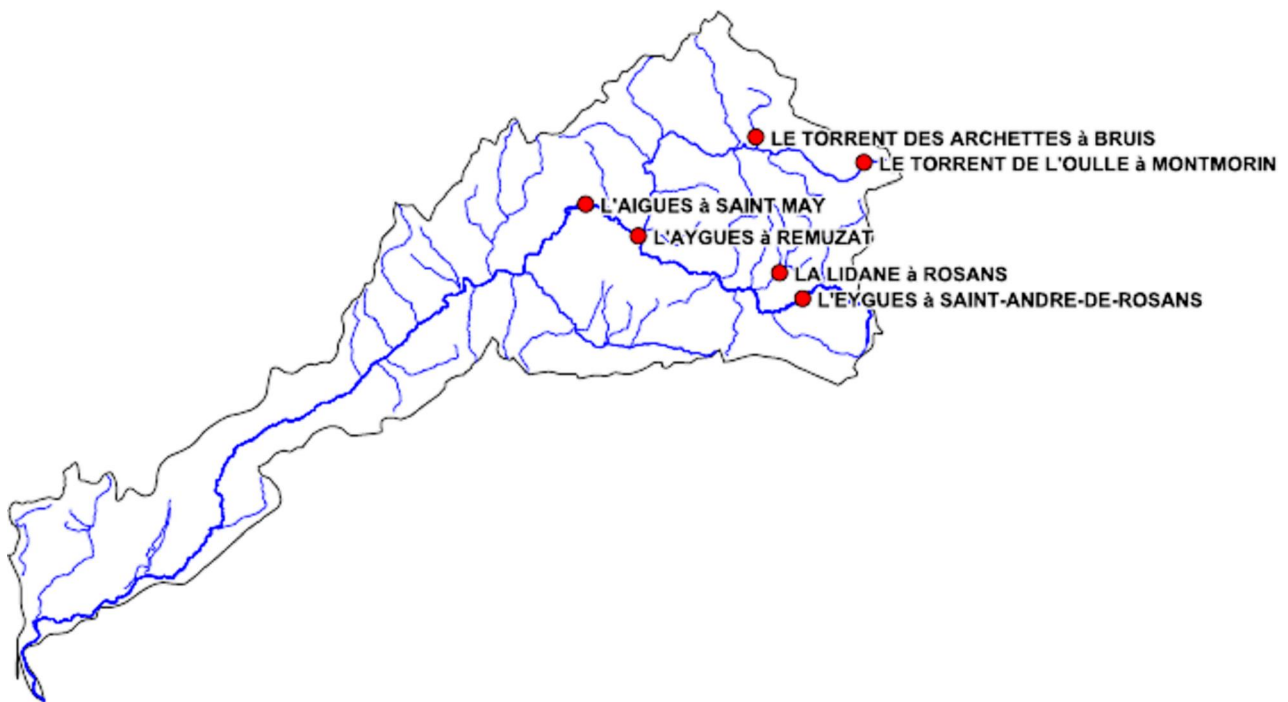 LE TORRENT DES ARCHETTES à BRUIS
LE TORRENT DE L'OULLE à MONTMORIN
L'AIGUES à SAINT MAY
L'AYGUES à REMUZAT
LA LIDANE à ROSANS
L'EYGUES à SAINT-ANDRE-DE-ROSANS